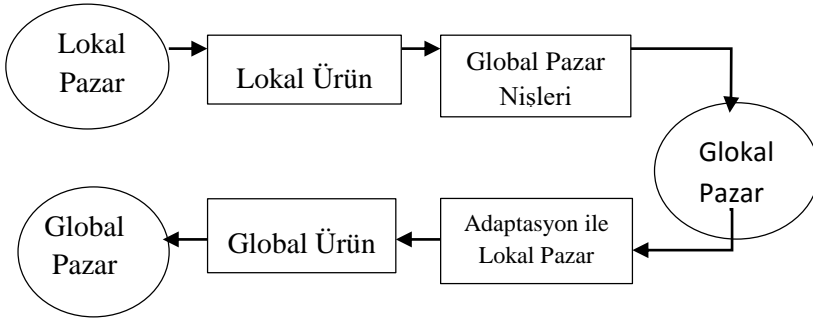 Lokal
Pazar
Lokal Ürün
Global Pazar
Nişleri
Glokal
Pazar
Adaptasyon ile
Lokal Pazar
Global Ürün
Global
Pazar